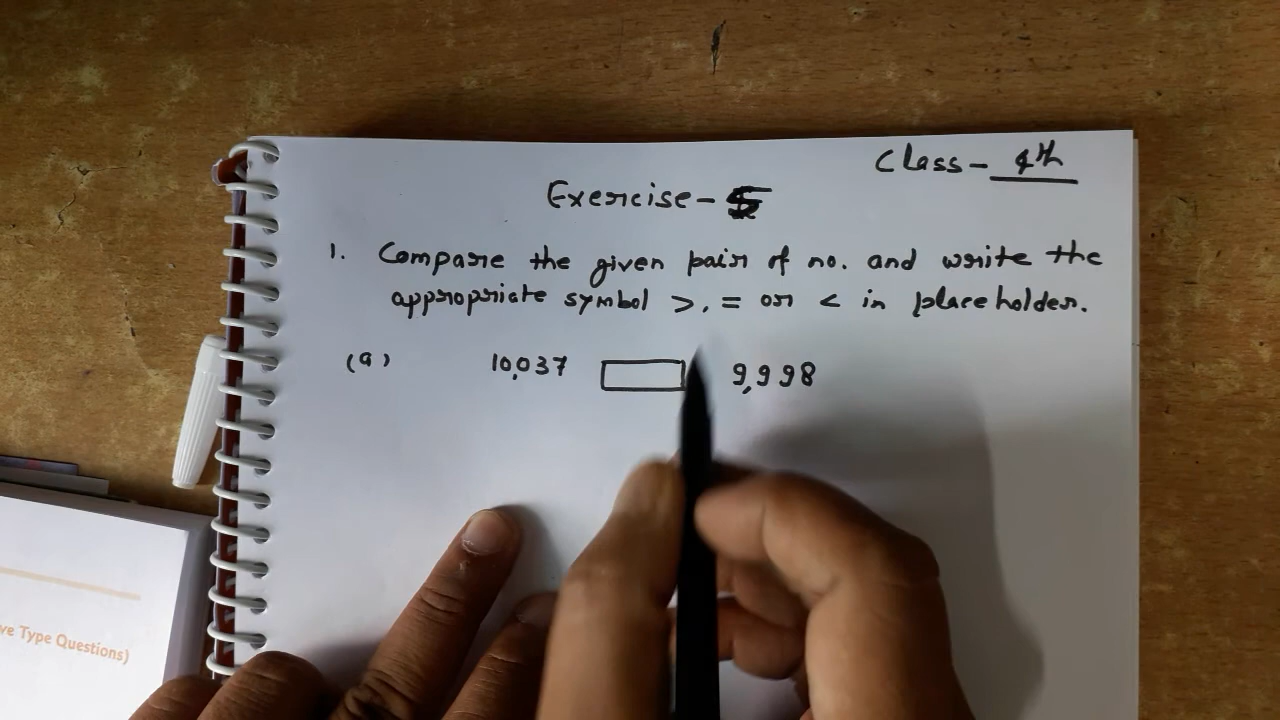 Class- 4th
Exercise-5
1. Compare the given pair of no. and write the
appropriate symbol >, = or < in placeholder.
(a) 10,037 9,998
ve Type Questions)